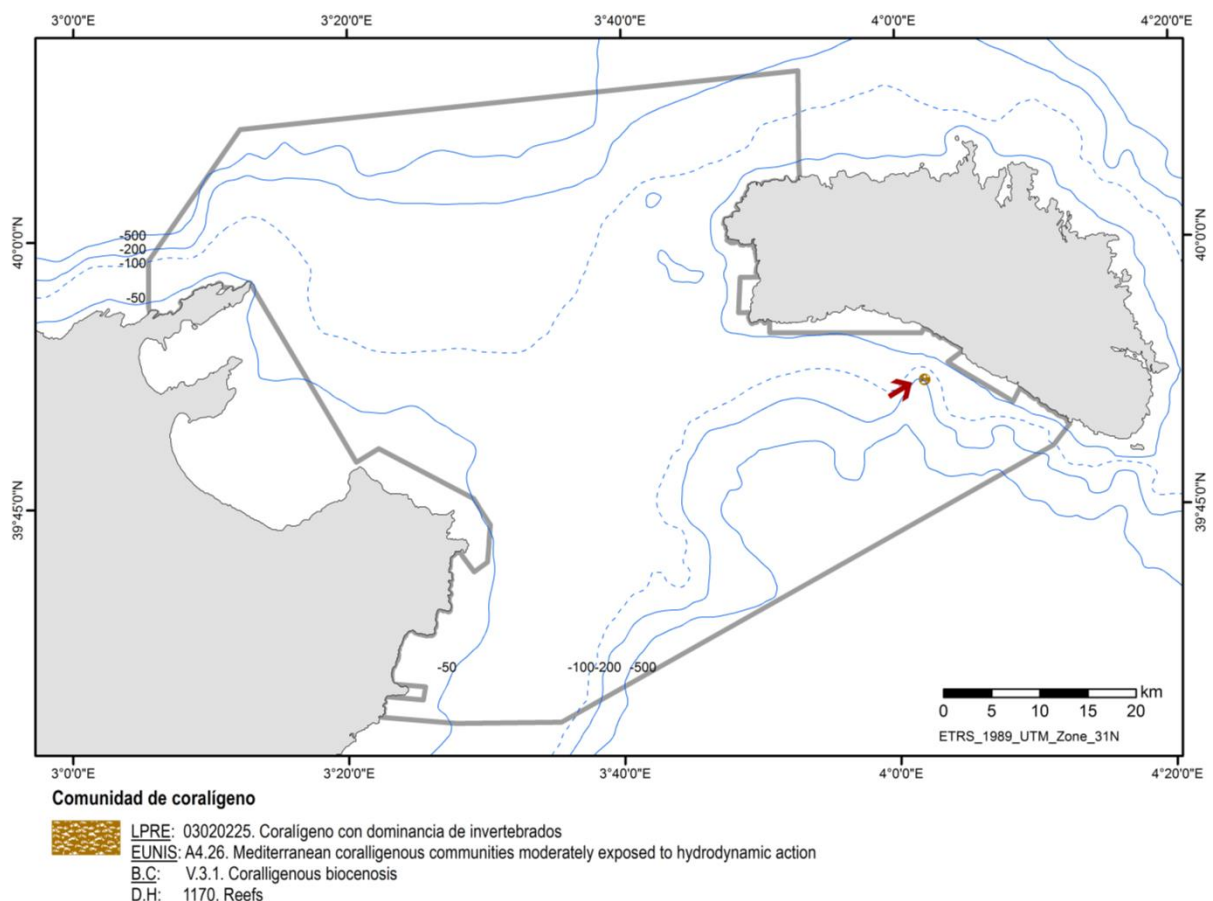 3°0'0"E 3°20'0"E 3°40'0"E 4°0'0"E 4°20'0"E
40°0'0"N 40°0'0"N
-500
-200
-100
-50
39°45'0"N 39°45'0"N
-50 -100 -200 -500
km
0 5 10 15 20
ETRS_1989_UTM_Zone_31N
3°0'0"E 3°20'0"E 3°40'0"E 4°0'0"E 4°20'0"E
Comunidad de coralígeno
LPRE: 03020225. Coralígeno con dominancia de invertebrados
EUNIS: A4.26. Mediterranean coralligenous communities moderately exposed to hydrodynamic action
B.C: V.3.1. Coralligenous biocenosis
D.H: 1170. Reefs